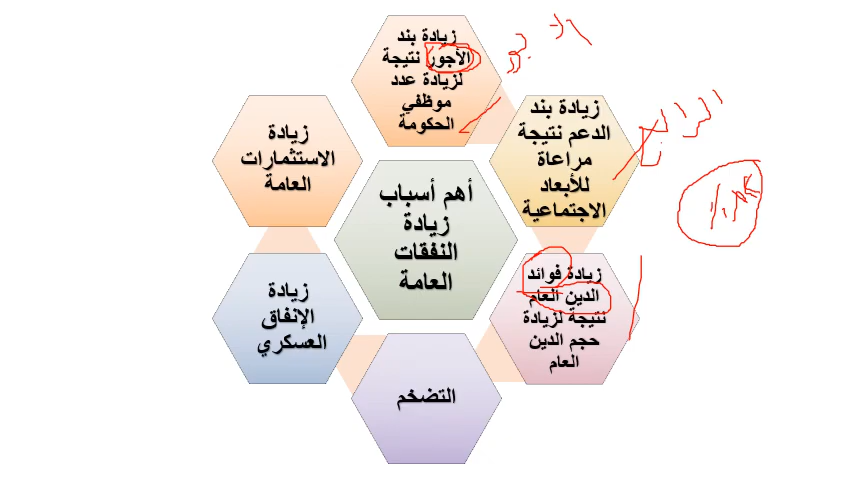 أهم أسباب
زيادة
النفقات
العامة
زيادة بند
الأجور نتيجة
لزيادة عدد
موظفي
الحكومة
زيادة بند
الدعم نتيجة
مراعاة
للأبعاد
الاجتماعية
زيادة فوائد
الدين العام
نتيجة لزيادة
حجم الدين
العام
التضخم
زيادة
الإنفاق
العسكري
زيادة
الاستثمارات
العامة